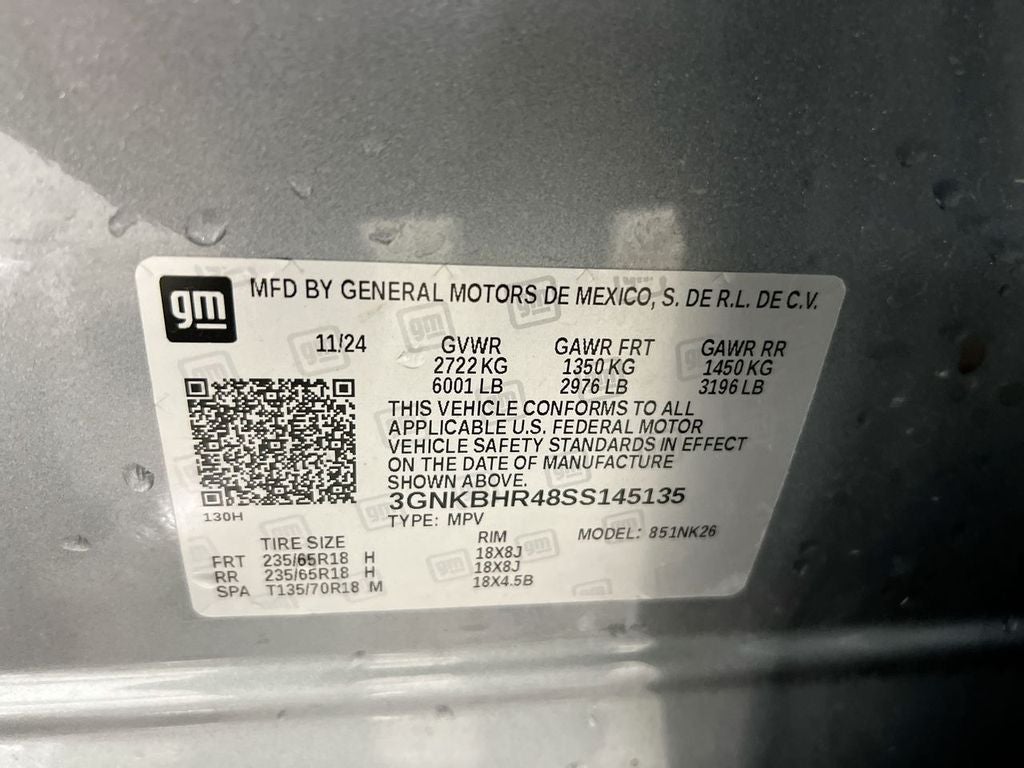 gm MFD BY GENERAL MOTORS DE MEXICO, S. DE R.L. DE C.V.
11/24 GVWR GAWR FRT GAWR RR
2722 KG 1350 KG 1450 KG
6001 LB 2976 LB 3196 LB
THIS VEHICLE CONFORMS TO ALL
APPLICABLE U.S. FEDERAL MOTOR
VEHICLE SAFETY STANDARDS IN EFFECT
ON THE DATE OF MANUFACTURE
SHOWN ABOVE.
3GNKBHR48SS145135
130H TYPE: MPV MODEL: 851NK26
TIRE SIZE RIM
FRT 235/65R18 H 18X8J
RR 235/65R18 H 18X8J
SPA T135/70R18 M 18X4.5B